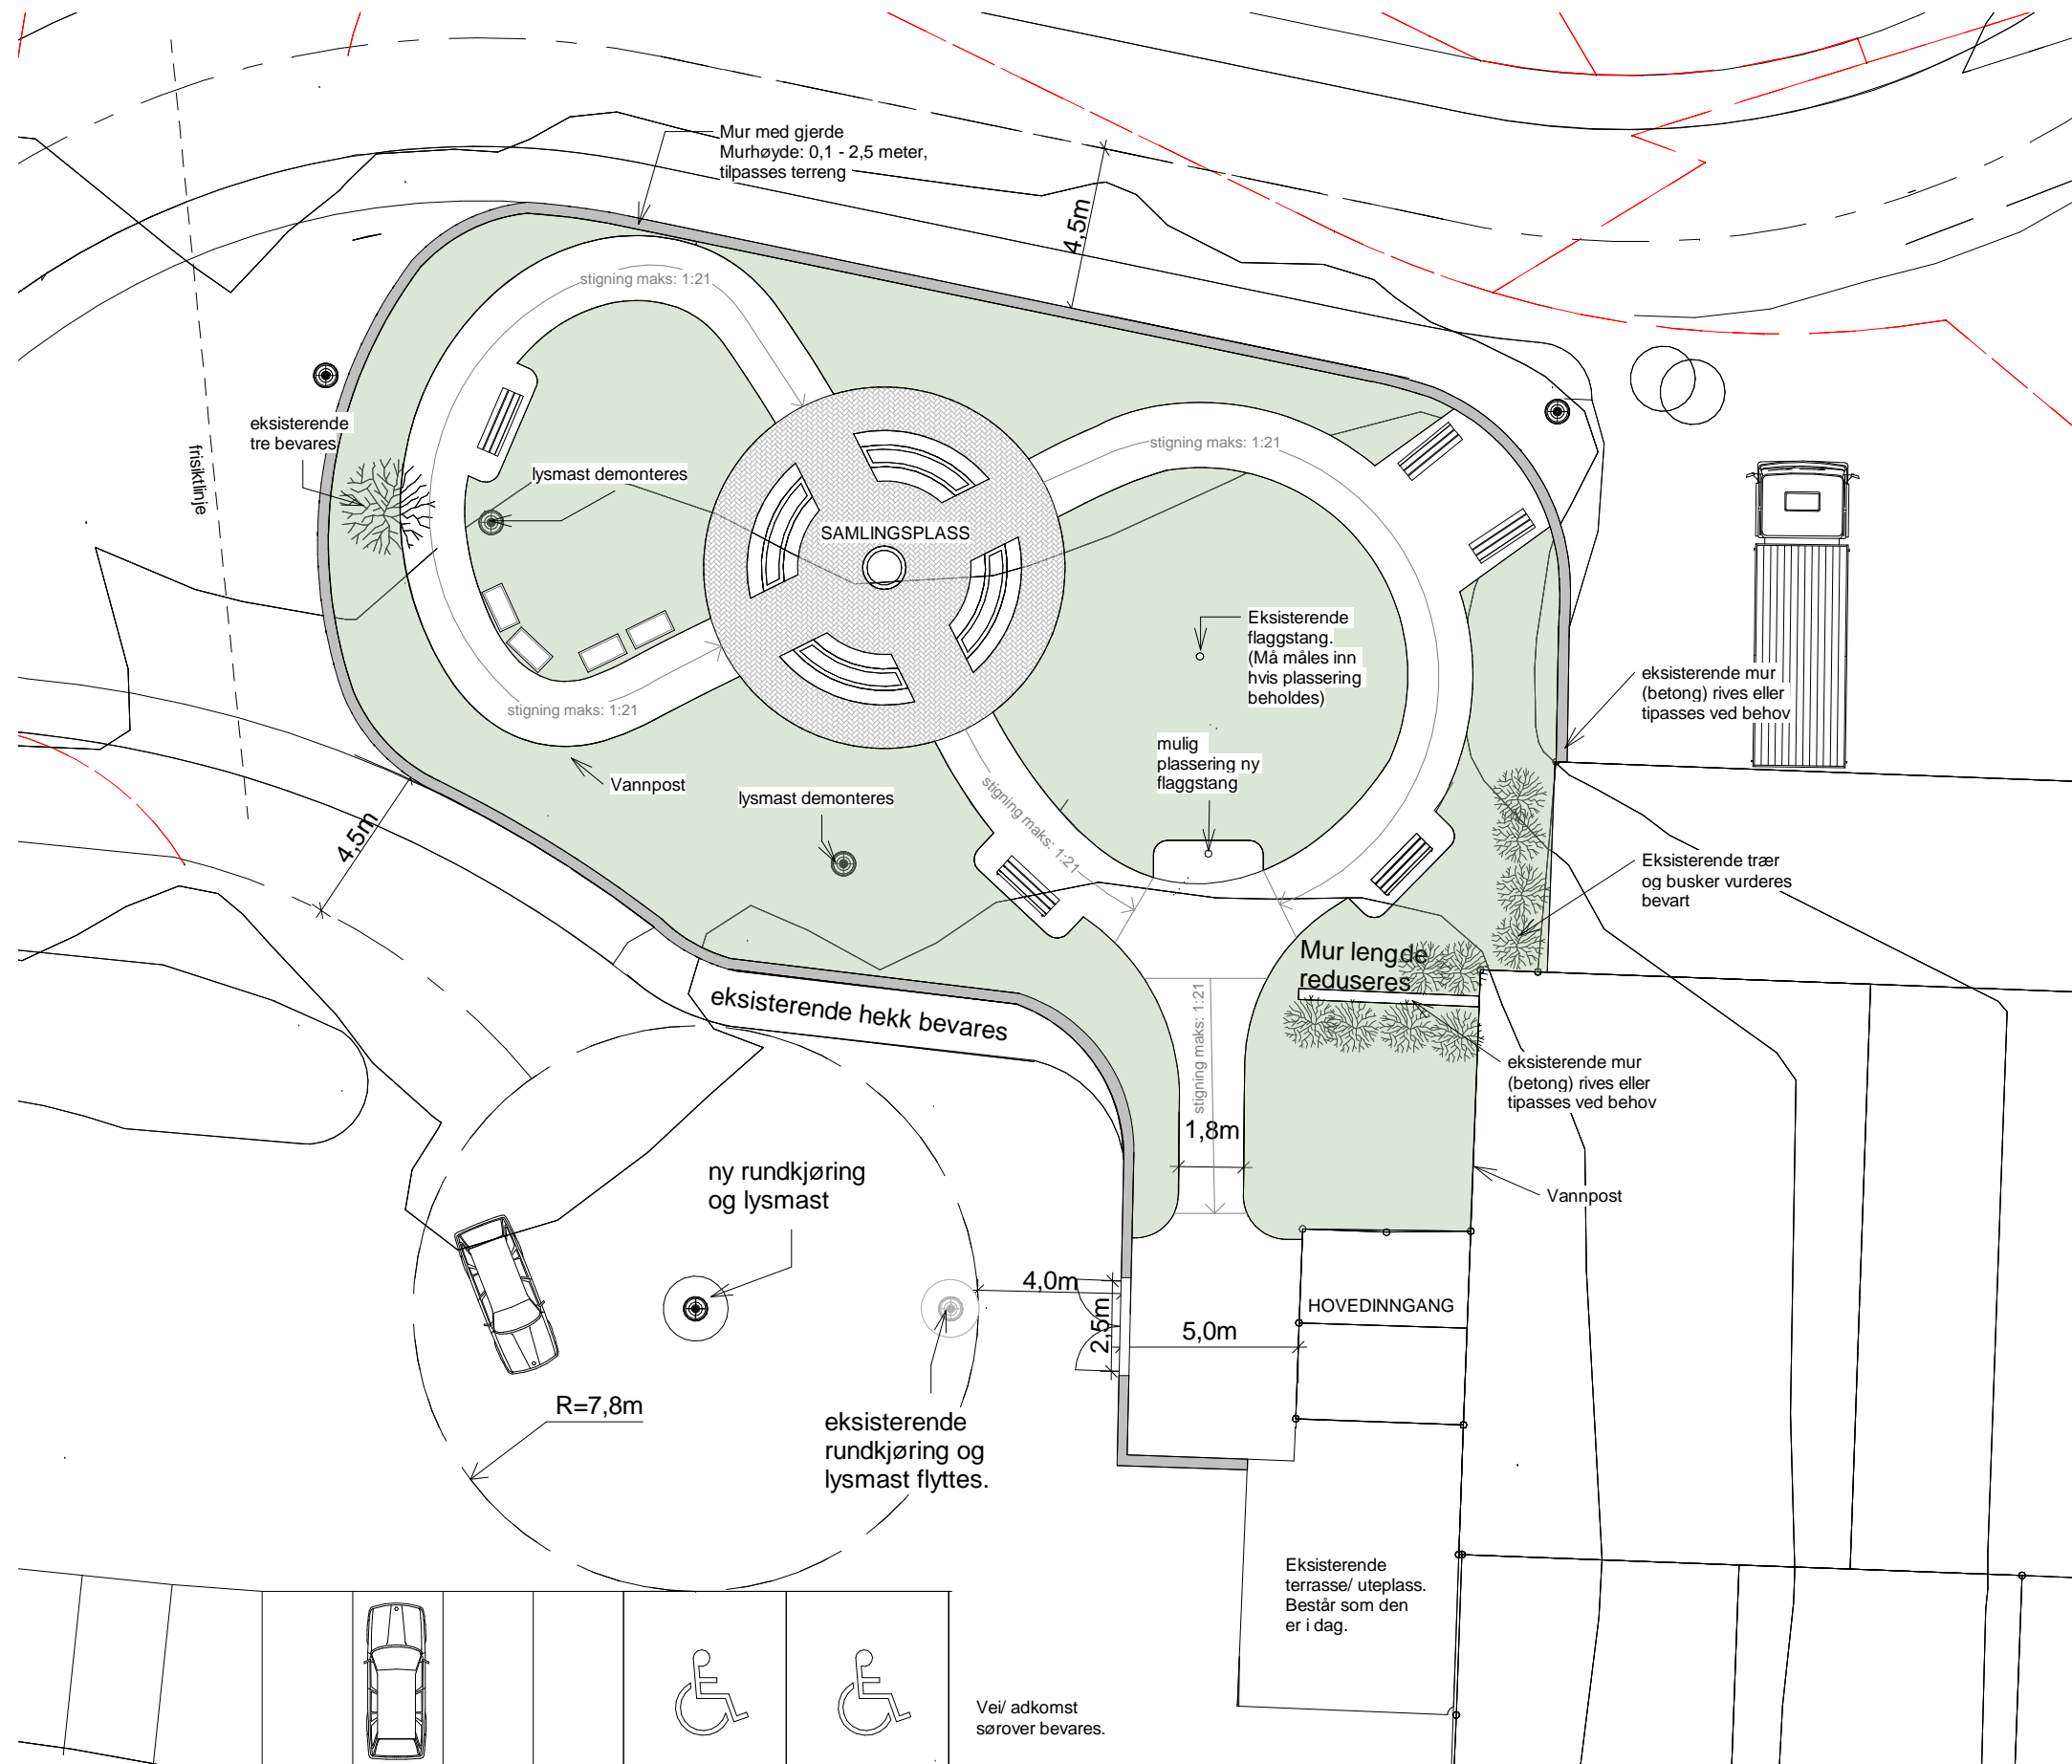 Mur med gjerde
Murhøyde: 0,1 - 2,5 meter,
tilpasses terreng
4,5m
stigning maks: 1:21
eksisterende
tre bevares
frisiktlinje
lysmast demonteres
SAMLINGSPLASS
stigning maks: 1:21
Eksisterende
flaggstang.
(Må måles inn
hvis plassering
beholdes)
eksisterende mur
(betong) rives eller
tipasses ved behov
stigning maks: 1:21
mulig
plassering ny
flaggstang
Vannpost
lysmast demonteres
stigning maks: 1:21
4,5m
Eksisterende trær
og busker vurderes
bevart
Mur lengde
reduseres
eksisterende hekk bevares
stigning maks: 1:21
eksisterende mur
(betong) rives eller
tipasses ved behov
1,8m
ny rundkjøring
og lysmast
Vannpost
4,0m
2,5m
5,0m
HOVEDINNGANG
R=7,8m
eksisterende
rundkjøring og
lysmast flyttes.
Eksisterende
terrasse/ uteplass.
Består som den
er i dag.
Vei/ adkomst
sørover bevares.